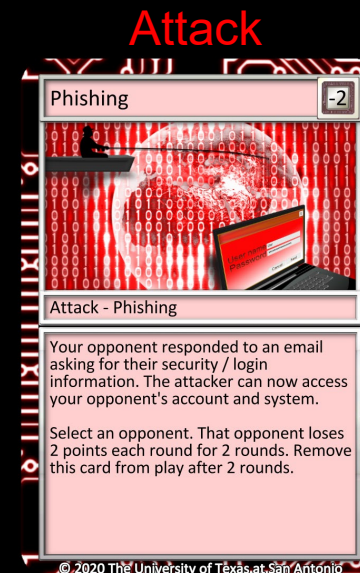 Attack
Phishing
-2
User name
Password
Attack - Phishing
Your opponent responded to an email
asking for their security / login
information. The attacker can now access
your opponent's account and system.
Select an opponent. That opponent loses
2 points each round for 2 rounds. Remove
this card from play after 2 rounds.
© 2020 The University of Texas at San Antonio